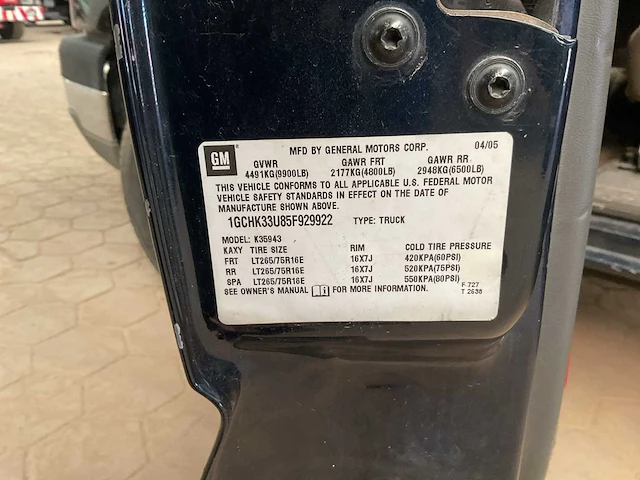 GM
MFD BY GENERAL MOTORS CORP. 04/05
GVWR GAWR FRT GAWR RR
4491KG(9900LB) 2177KG(4800LB) 2948KG(6500LB)
THIS VEHICLE CONFORMS TO ALL APPLICABLE U.S. FEDERAL MOTOR
VEHICLE SAFETY STANDARDS IN EFFECT ON THE DATE OF
MANUFACTURE SHOWN ABOVE.
1GCHK33U85F929922 TYPE: TRUCK
MODEL: K35943
KAXY TIRE SIZE RIM COLD TIRE PRESSURE
FRT LT265/75R16E 16X7J 420KPA(60PSI)
RR LT265/75R16E 16X7J 520KPA(75PSI)
SPA LT265/75R16E 16X7J 550KPA(80PSI)
SEE OWNER'S MANUAL FOR MORE INFORMATION. F 727
T 2638